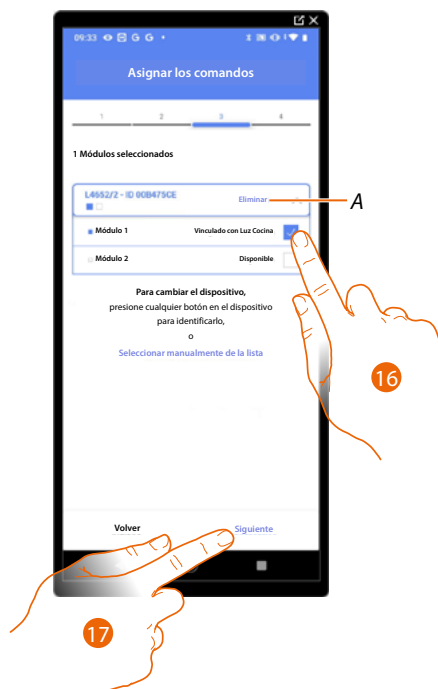 09:33 G G
Asignar los comandos
1 2 3 4
1 Módulos seleccionados
L4652/2 - ID 00B475CE
Eliminar
A
Módulo 1 Vinculado con Luz Cocina
Módulo 2 Disponible
Para cambiar el dispositivo,
presione cualquier botón en el dispositivo
para identificarlo,
o
Seleccionar manualmente de la lista
16
Volver Siguiente
17